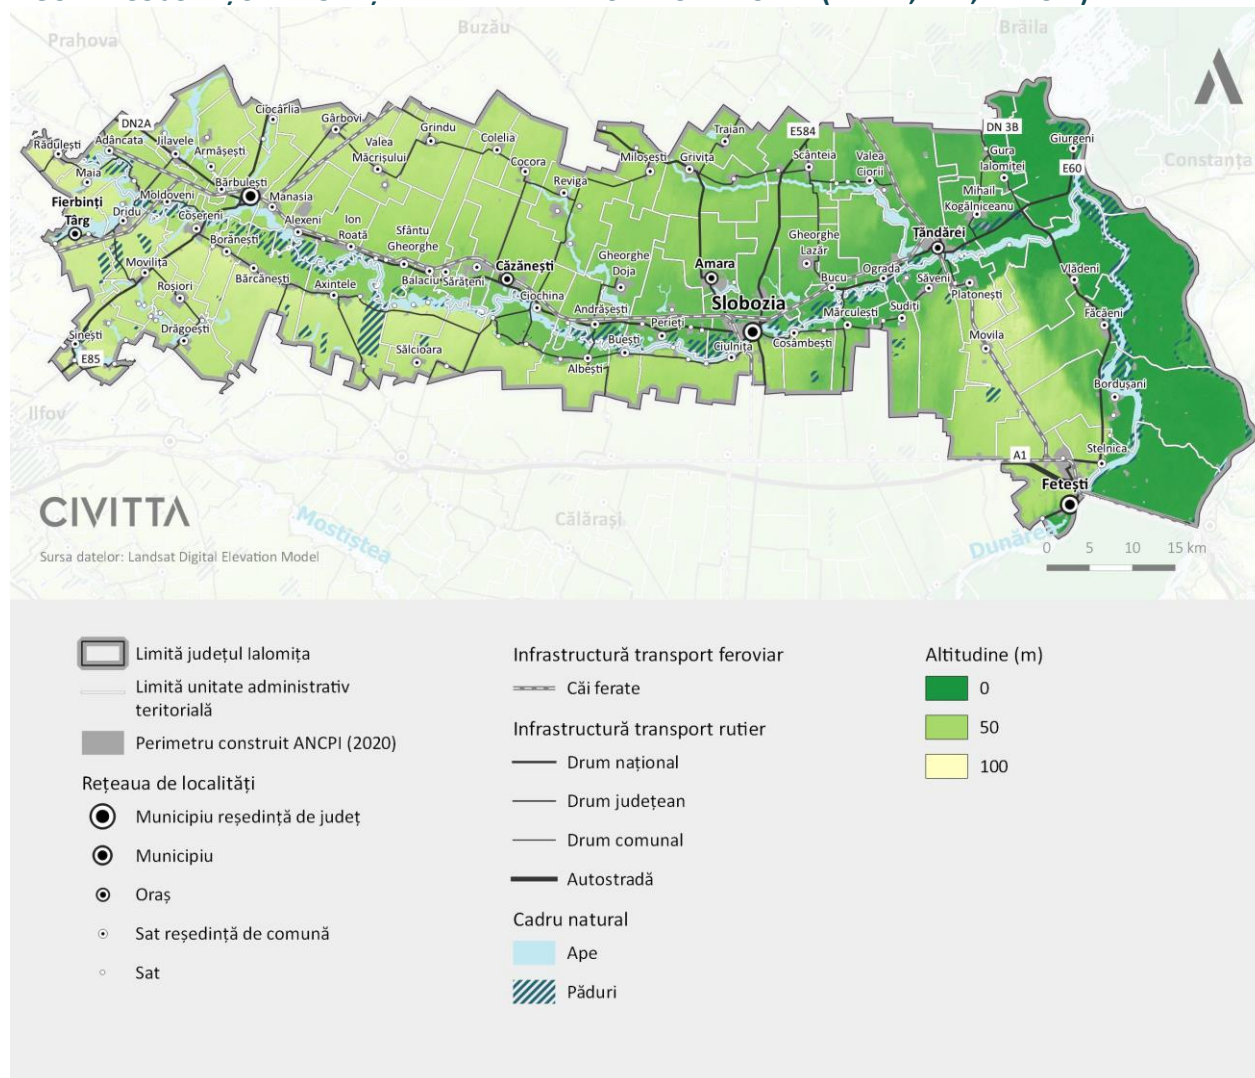 Prahova
Buzău
Brăila
Constanța
Ilfov
Călărași
Mostiștea
Dunărea
DN2A
E584
DN 3B
E60
E85
A1
Rădulești
Adâncata
Jilavele
Ciocârlia
Gârbovi
Armășești
Maia
Bărbulești
Valea
Măcrișului
Grindu
Colelia
Cocora
Reviga
Miloșești
Traian
Grivița
Scânteia
Valea
Ciorii
Gura
Ialomiței
Giurgeni
Mihail
Kogălniceanu
Fierbinți
Târg
Dridu
Moldoveni
Coșereni
Manasia
Alexeni
Ion
Roată
Sfântu
Gheorghe
Borănești
Bărcănești
Movilița
Roșiori
Drăgoești
Sinești
Axintele
Balaciu
Sărățeni
Căzănești
Ciochina
Gheorghe
Doja
Andrășești
Perieți
Buești
Albești
Sălcioara
Amara
Slobozia
Ciulnița
Cosâmbești
Gheorghe
Lazăr
Bucu
Ograda
Mărculești
Sudiți
Săveni
Țăndărei
Platonești
Movila
Vlădeni
Făcăeni
Bordușani
Stelnica
Fetești
CIVITTA
Sursa datelor: Landsat Digital Elevation Model
0 5 10 15 km
Limită județul Ialomița
Limită unitate administrativ
teritorială
Perimetru construit ANCPI (2020)
Rețeaua de localități
Municipiu reședință de județ
Municipiu
Oraș
Sat reședință de comună
Sat
Infrastructură transport feroviar
Căi ferate
Infrastructură transport rutier
Drum național
Drum județean
Drum comunal
Autostradă
Cadru natural
Ape
Păduri
Altitudine (m)
0
50
100